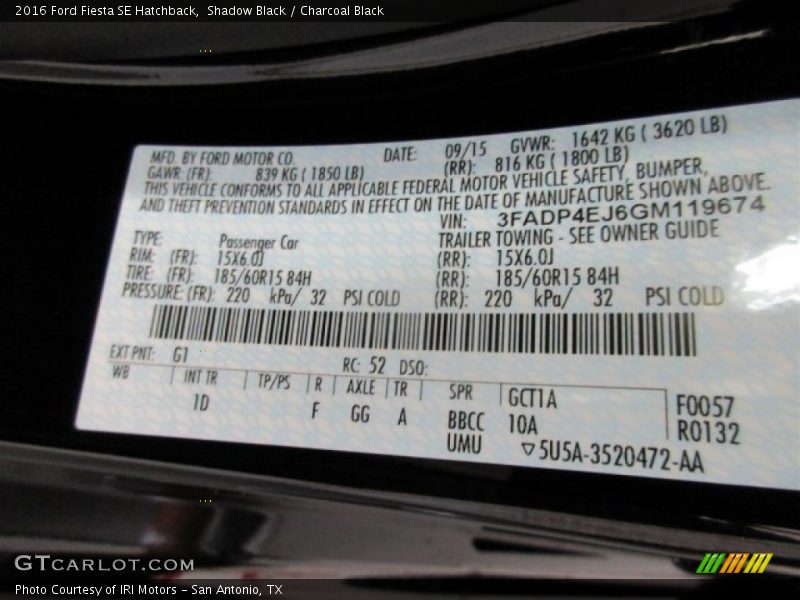 2016 Ford Fiesta SE Hatchback,  Shadow Black / Charcoal Black
MFD. BY FORD MOTOR CO. DATE: 09/15 GVWR: 1642 KG ( 3620 LB)
GAWR: (FR): 839 KG ( 1850 LB) (RR): 816 KG ( 1800 LB)
THIS VEHICLE CONFORMS TO ALL APPLICABLE FEDERAL MOTOR VEHICLE SAFETY, BUMPER,
AND THEFT PREVENTION STANDARDS IN EFFECT ON THE DATE OF MANUFACTURE SHOWN ABOVE.
VIN: 3FADP4EJ6GM119674
TYPE: Passenger Car TRAILER TOWING - SEE OWNER GUIDE
RIM: (FR): 15X6.0J (RR): 15X6.0J
TIRE: (FR): 185/60R15 84H (RR): 185/60R15 84H
PRESSURE: (FR): 220 kPa/ 32 PSI COLD (RR): 220 kPa/ 32 PSI COLD
EXT PNT: G1 RC: 52 DSO:
WB INT TR TP/PS R AXLE TR SPR GCT1A F0057
1D F GG A BBCC 10A R0132
UMU ▽5U5A-3520472-AA
GTCARLOT.COM
Photo Courtesy of IRI Motors – San Antonio, TX